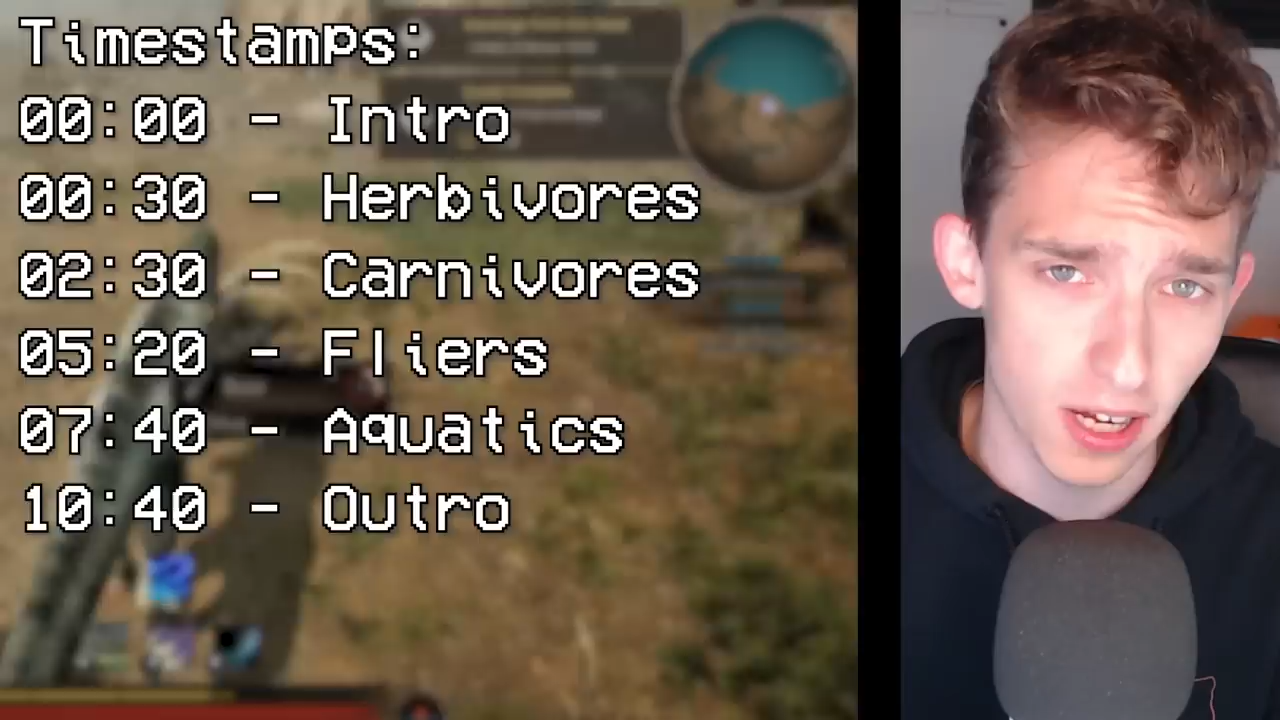 Timestamps:
00:00 - Intro
00:30 - Herbivores
02:30 - Carnivores
05:20 - Fliers
07:40 - Aquatics
10:40 - Outro